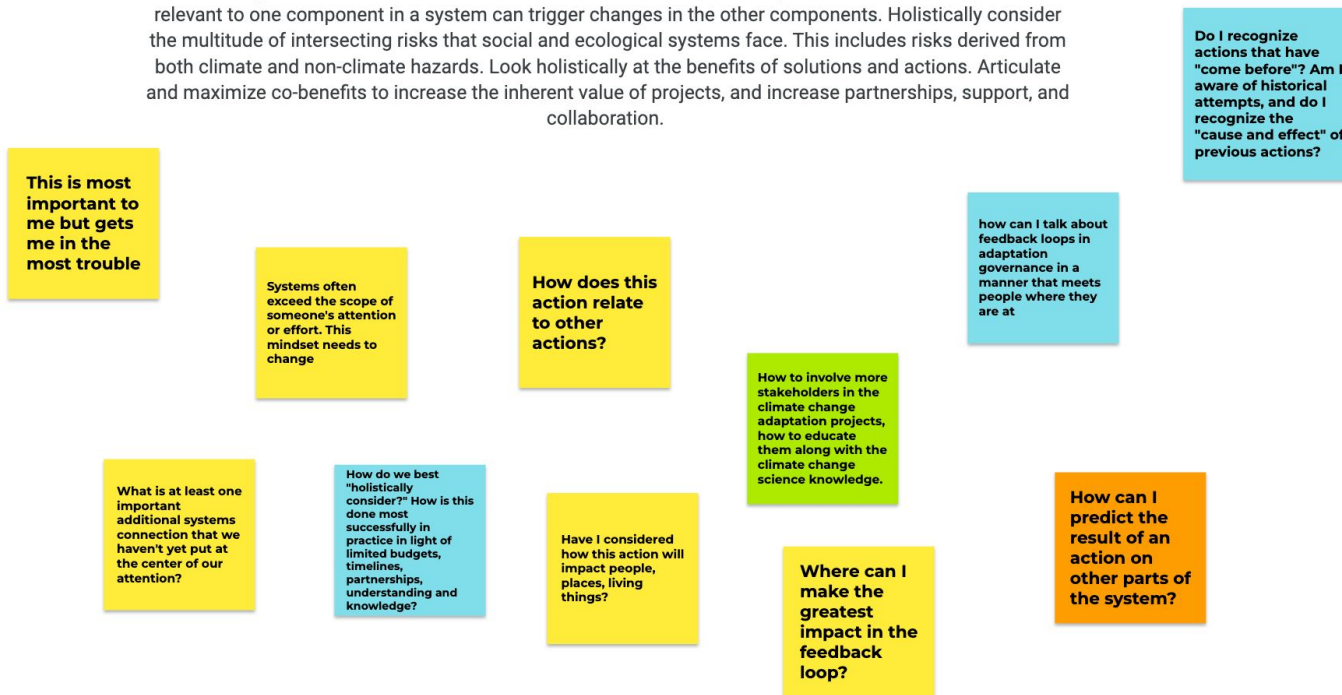 relevant to one component in a system can trigger changes in the other components. Holistically consider
the multitude of intersecting risks that social and ecological systems face. This includes risks derived from
both climate and non-climate hazards. Look holistically at the benefits of solutions and actions. Articulate
and maximize co-benefits to increase the inherent value of projects, and increase partnerships, support, and
collaboration.
Do I recognize
actions that have
"come before"? Am I
aware of historical
attempts, and do I
recognize the
"cause and effect" of
previous actions?
This is most
important to
me but gets
me in the
most trouble
Systems often
exceed the scope of
someone's attention
or effort. This
mindset needs to
change
How does this
action relate
to other
actions?
how can I talk about
feedback loops in
adaptation
governance in a
manner that meets
people where they
are at
How to involve more
stakeholders in the
climate change
adaptation projects,
how to educate
them along with the
climate change
science knowledge.
What is at least one
important
additional systems
connection that we
haven't yet put at
the center of our
attention?
How do we best
"holistically
consider?" How is this
done most
successfully in
practice in light of
limited budgets,
timelines,
partnerships,
understanding and
knowledge?
Have I considered
how this action will
impact people,
places, living
things?
Where can I
make the
greatest
impact in the
feedback
loop?
How can I
predict the
result of an
action on
other parts of
the system?